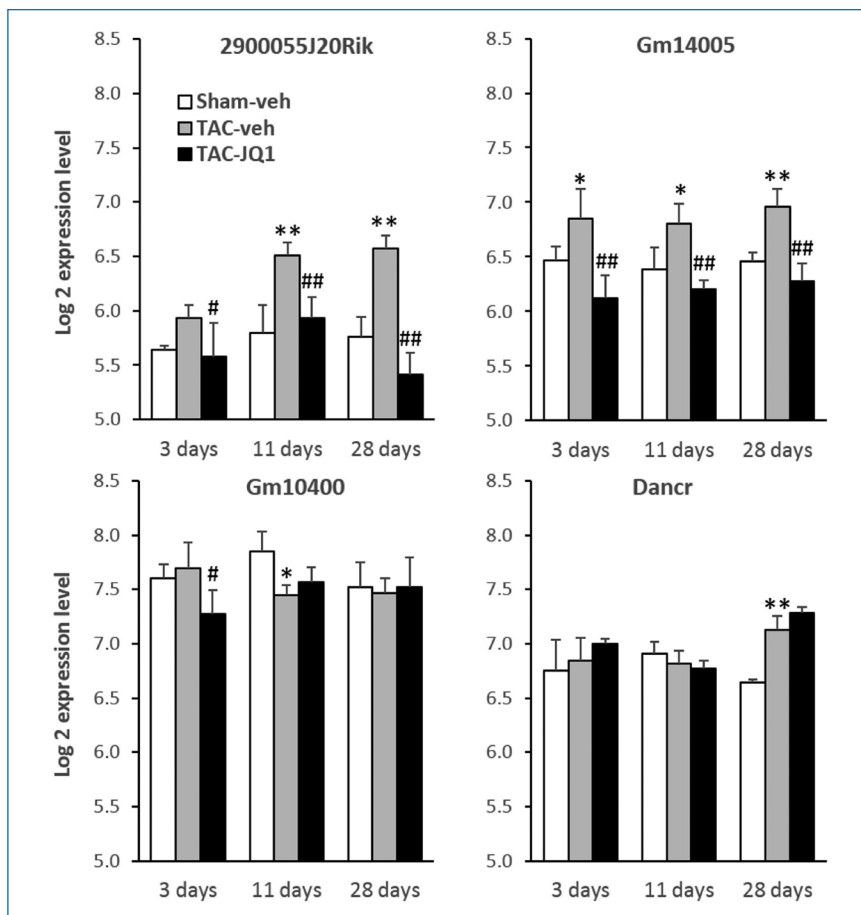 2900055J20Rik
Sham-veh
TAC-veh
TAC-JQ1
Log 2 expression level
8.5
8.0
7.5
7.0
6.5
6.0
5.5
5.0
# ** ## ** ##
3 days 11 days 28 days
Gm14005
8.5
8.0
7.5
7.0
6.5
6.0
5.5
5.0
* ## * ## ** ##
3 days 11 days 28 days
Gm10400
Log 2 expression level
8.5
8.0
7.5
7.0
6.5
6.0
5.5
5.0
# *
3 days 11 days 28 days
Dancr
8.5
8.0
7.5
7.0
6.5
6.0
5.5
5.0
**
3 days 11 days 28 days